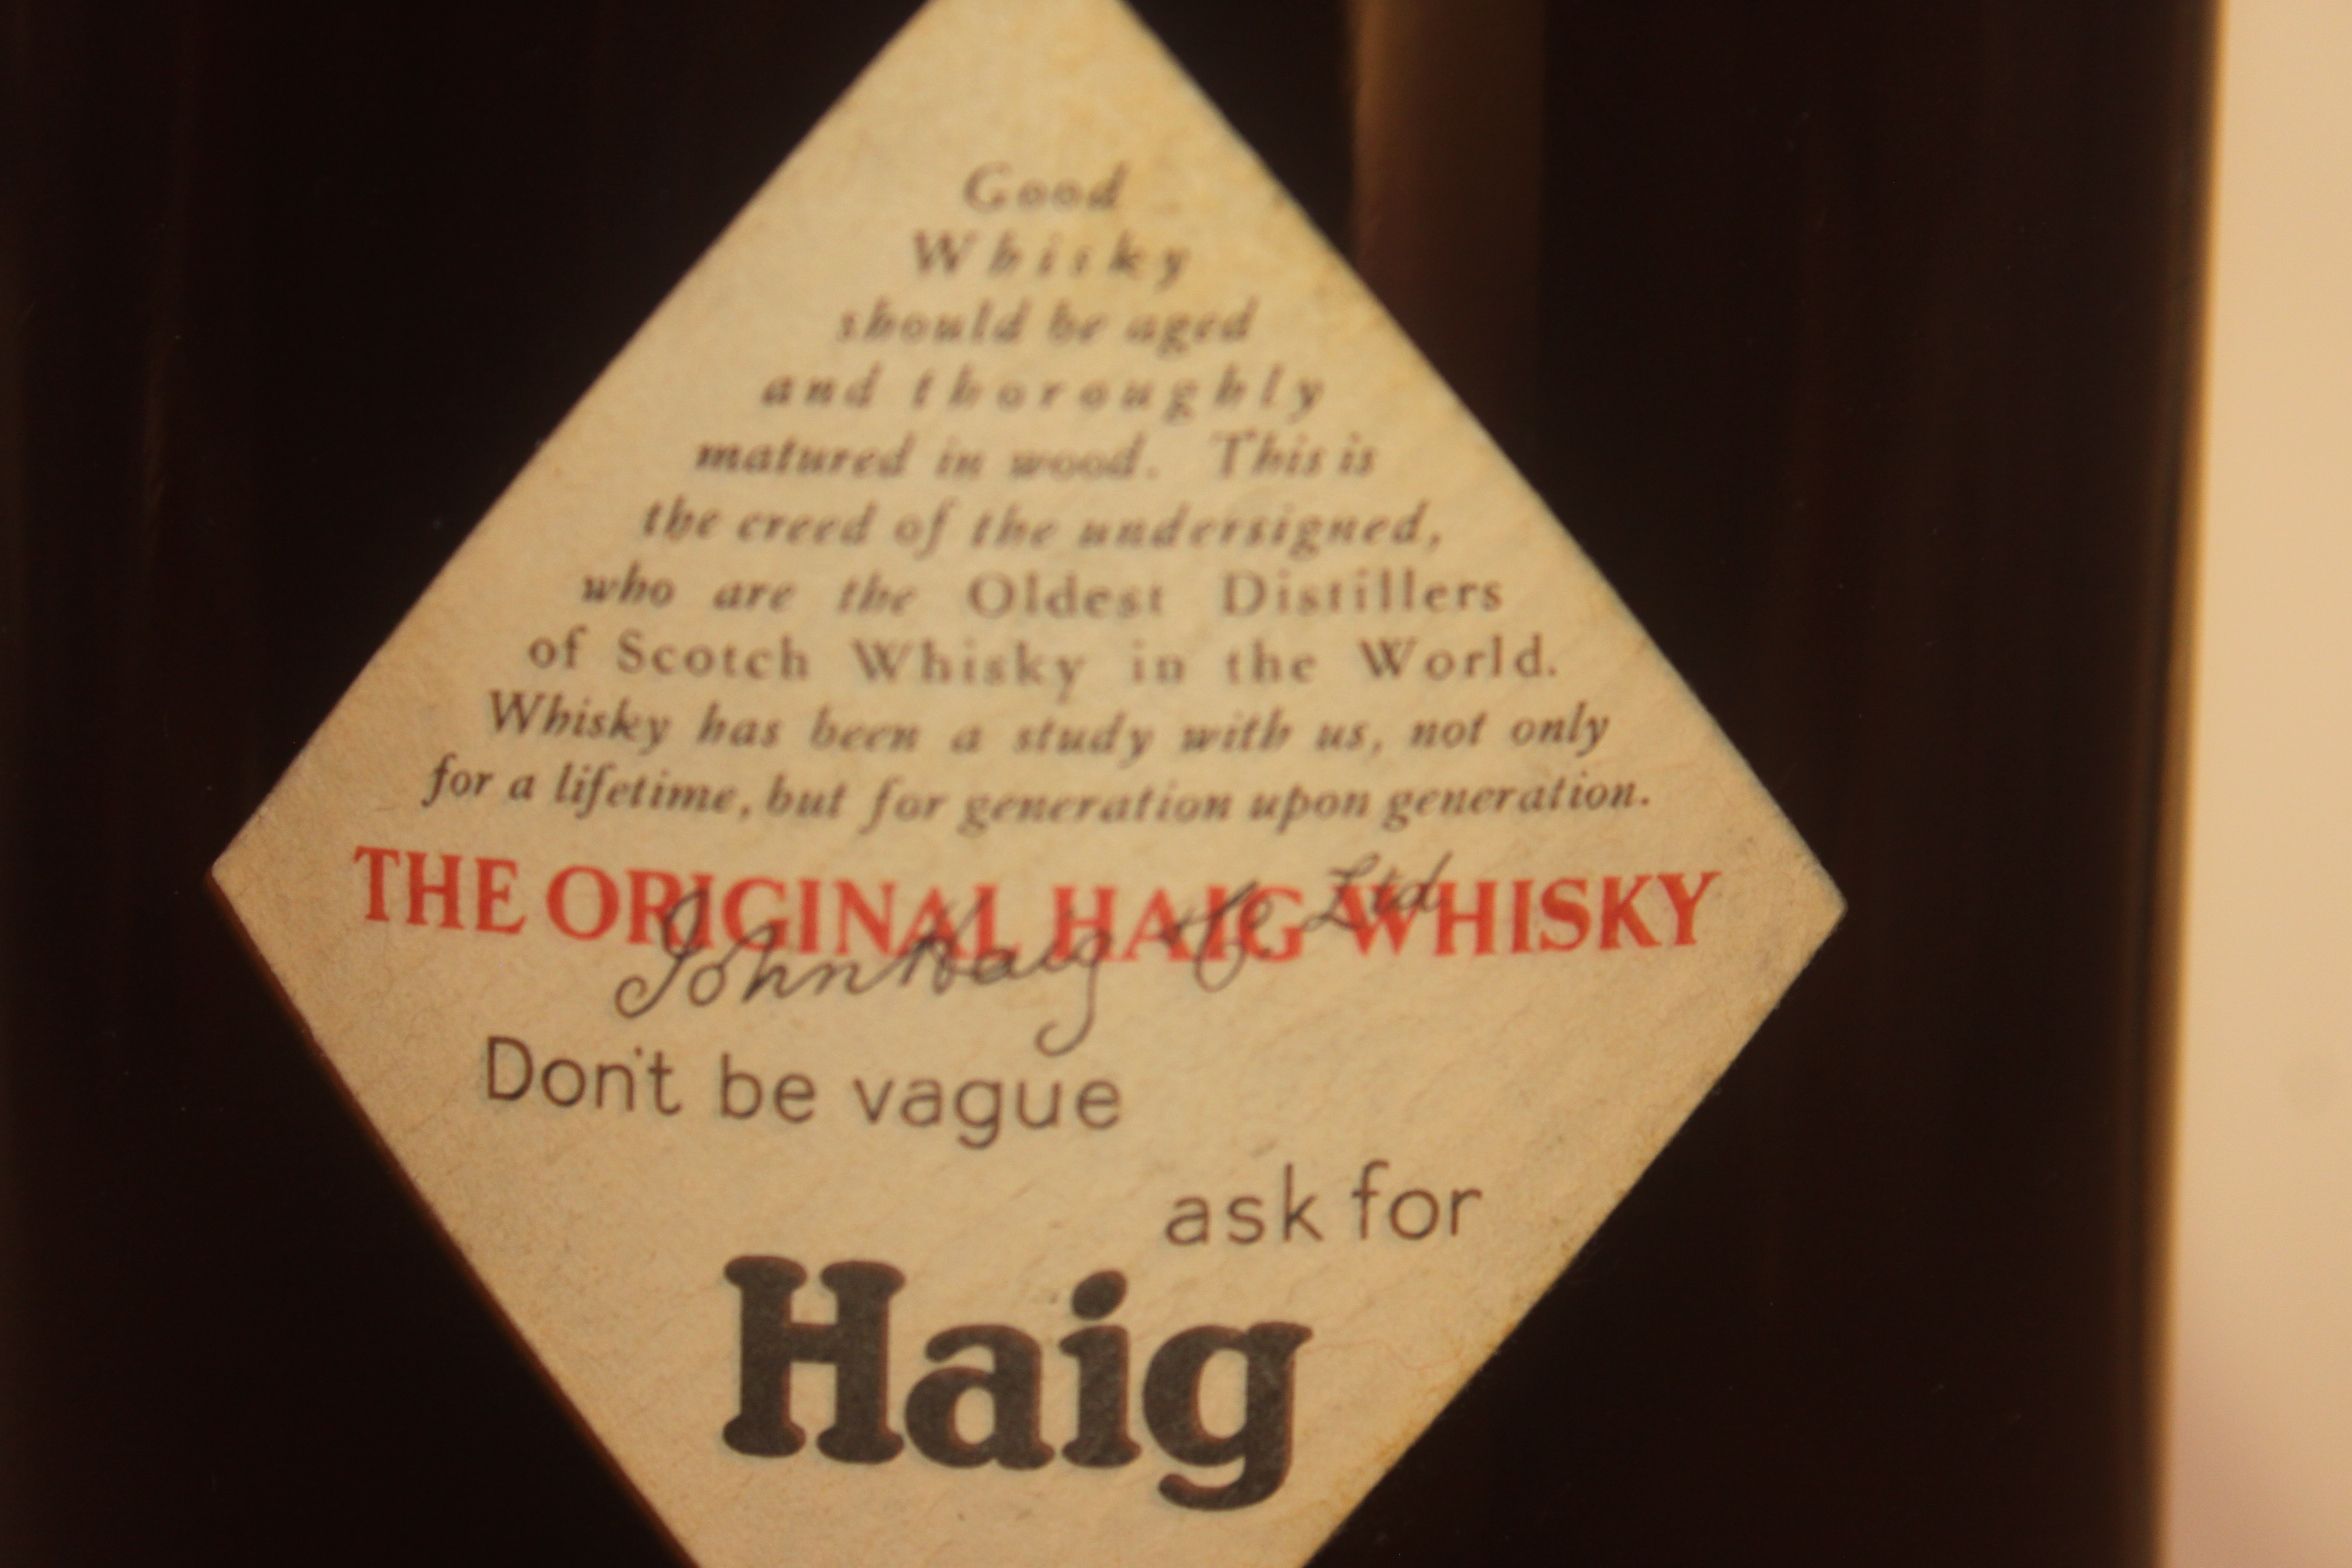 Good
Whisky
should be aged
and thoroughly
matured in wood. This is
the creed of the undersigned,
who are the Oldest Distillers
of Scotch Whisky in the World.
Whisky has been a study with us, not only
for a lifetime, but for generation upon generation.
THE ORIGINAL HAIG WHISKY
John Haig & Co Ltd
Don't be vague
ask for
Haig